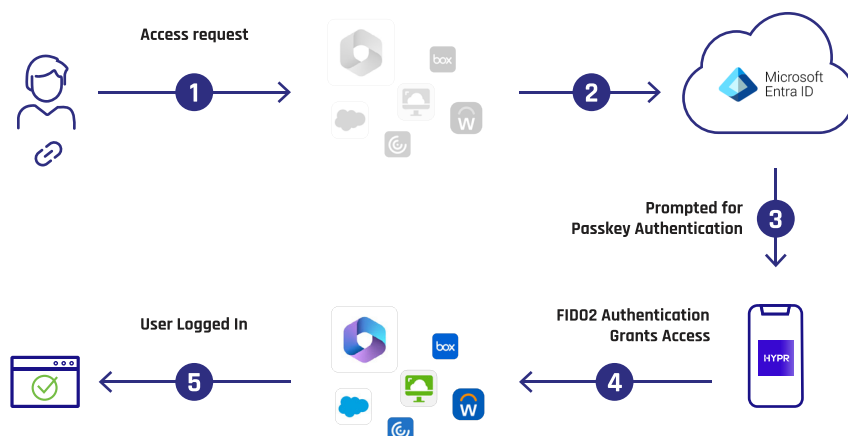 Access request
1
box
W
2
Microsoft
Entra ID
Prompted for
Passkey Authentication
3
User Logged In
FIDO2 Authentication
Grants Access
box
HYPR
5
4
W